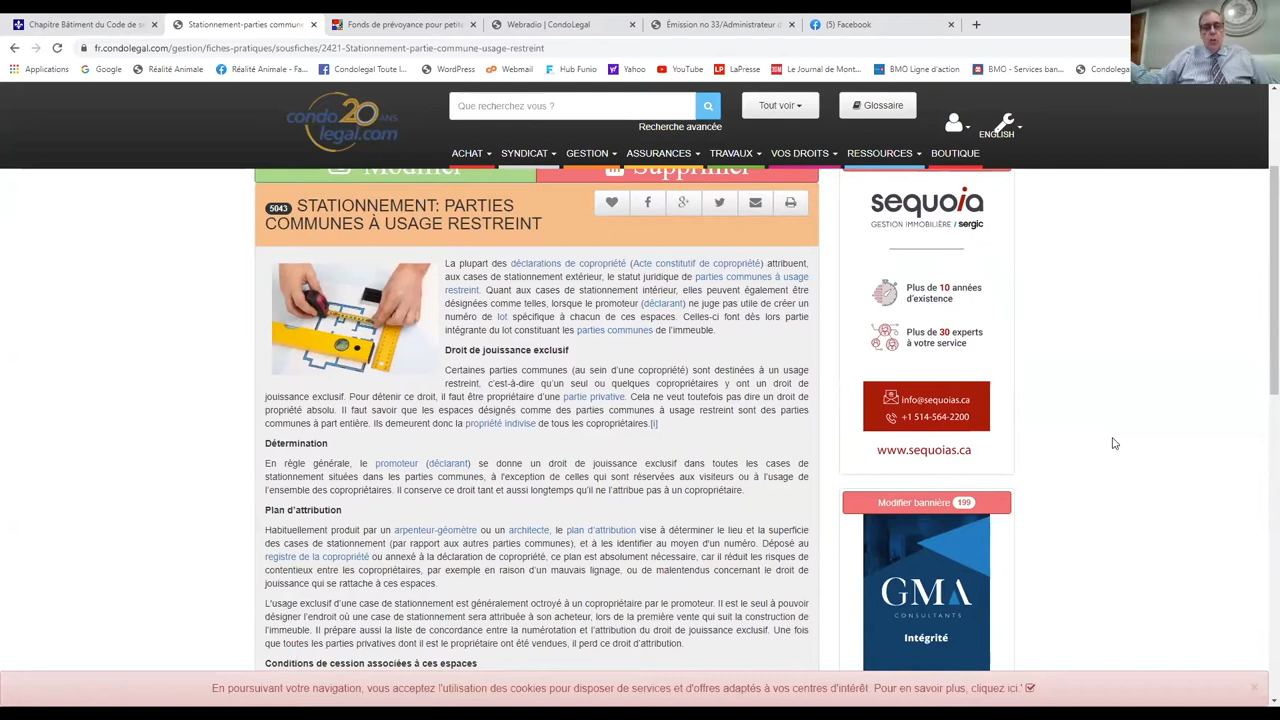 Chapitre Bâtiment du Code de sé
Stationnement-parties commune
Fonds de prévoyance pour petite
Webradio | CondoLegal
Émission no 33/Administrateur d
(5) Facebook
fr.condolegal.com/gestion/fiches-pratiques/sousfiches/2421-Stationnement-partie-commune-usage-restreint
Applications
Google
Réalité Animale
Réalité Animale - Fa...
Condolegal Toute l...
WordPress
Webmail
Hub Funio
Yahoo
YouTube
LaPresse
Le Journal de Mont...
BMO Ligne d'action
BMO - Services ban...
Condolega
condo 20 ans
legal.com
Que recherchez vous ?
Tout voir
Glossaire
Recherche avancée
ENGLISH
ACHAT SYNDICAT GESTION ASSURANCES TRAVAUX VOS DROITS RESSOURCES BOUTIQUE
Modifier
Supprimer
5043 STATIONNEMENT: PARTIES
COMMUNES À USAGE RESTREINT
La plupart des déclarations de copropriété (Acte constitutif de copropriété) attribuent,
aux cases de stationnement extérieur, le statut juridique de parties communes à usage
restreint. Quant aux cases de stationnement intérieur, elles peuvent également être
désignées comme telles, lorsque le promoteur (déclarant) ne juge pas utile de créer un
numéro de lot spécifique à chacun de ces espaces. Celles-ci font dès lors partie
intégrante du lot constituant les parties communes de l'immeuble.
Droit de jouissance exclusif
Certaines parties communes (au sein d'une copropriété) sont destinées à un usage
restreint, c'est-à-dire qu'un seul ou quelques copropriétaires y ont un droit de
jouissance exclusif. Pour détenir ce droit, il faut être propriétaire d'une partie privative. Cela ne veut toutefois pas dire un droit de
propriété absolu. Il faut savoir que les espaces désignés comme des parties communes à usage restreint sont des parties
communes à part entière. Ils demeurent donc la propriété indivise de tous les copropriétaires.[i]
Détermination
En règle générale, le promoteur (déclarant) se donne un droit de jouissance exclusif dans toutes les cases de
stationnement situées dans les parties communes, à l'exception de celles qui sont réservées aux visiteurs ou à l'usage de
l'ensemble des copropriétaires. Il conserve ce droit tant et aussi longtemps qu'il ne l'attribue pas à un copropriétaire.
Plan d'attribution
Habituellement produit par un arpenteur-géomètre ou un architecte, le plan d'attribution vise à déterminer le lieu et la superficie
des cases de stationnement (par rapport aux autres parties communes), et à les identifier au moyen d'un numéro. Déposé au
registre de la copropriété ou annexé à la déclaration de copropriété, ce plan est absolument nécessaire, car il réduit les risques de
contentieux entre les copropriétaires, par exemple en raison d'un mauvais lignage, ou de malentendus concernant le droit de
jouissance qui se rattache à ces espaces.
L'usage exclusif d'une case de stationnement est généralement octroyé à un copropriétaire par le promoteur. Il est le seul à pouvoir
désigner l'endroit où une case de stationnement sera attribuée à son acheteur, lors de la première vente qui suit la construction de
l'immeuble. Il prépare aussi la liste de concordance entre la numérotation et l'attribution du droit de jouissance exclusif. Une fois
que toutes les parties privatives dont il est le propriétaire ont été vendues, il perd ce droit d'attribution.
Conditions de cession associées à ces espaces
sequoia
GESTION IMMOBILIÈRE / sergic
Plus de 10 années
d'existence
Plus de 30 experts
à votre service
info@sequoias.ca
+1 514-564-2200
www.sequoias.ca
Modifier bannière 199
GMA
CONSULTANTS
Intégrité
En poursuivant votre navigation, vous acceptez l'utilisation des cookies pour disposer de services et d'offres adaptés à vos centres d'intérêt Pour en savoir plus, cliquez ici.'